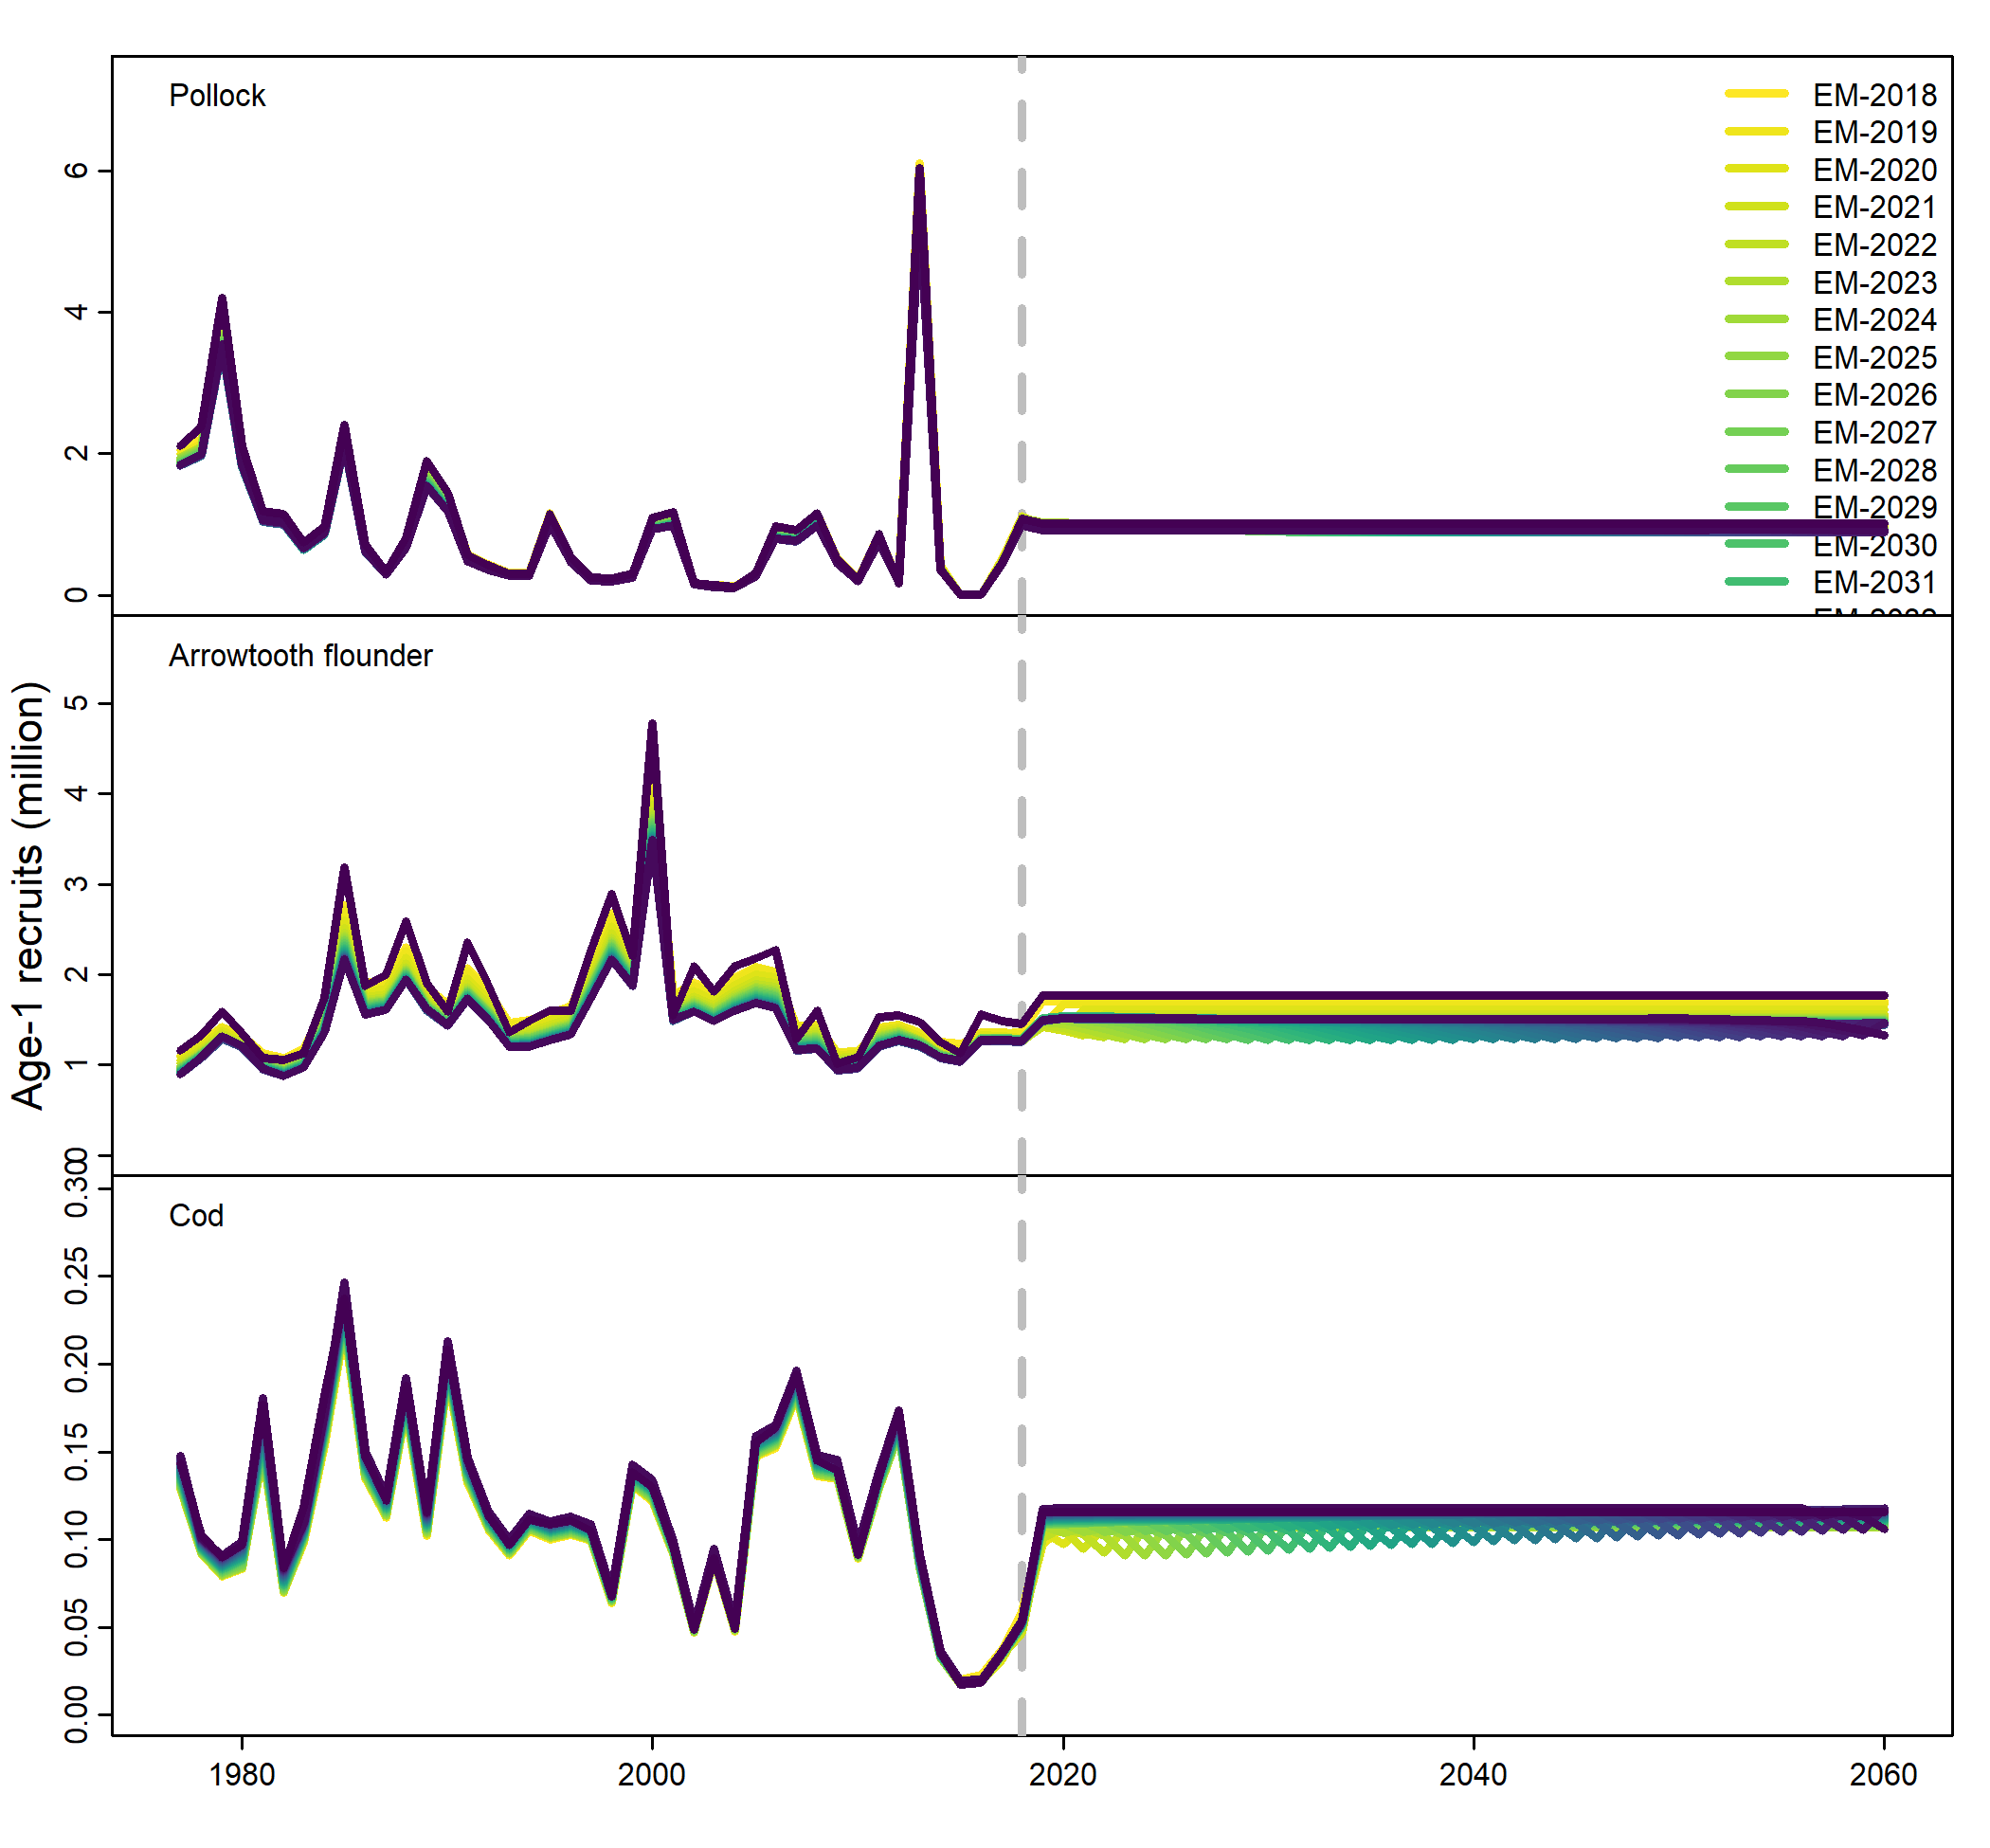 Pollock
EM-2018
EM-2019
EM-2020
EM-2021
EM-2022
EM-2023
EM-2024
EM-2025
EM-2026
EM-2027
EM-2028
EM-2029
EM-2030
EM-2031
6
4
2
0
Arrowtooth flounder
Age-1 recruits (million)
5
4
3
2
1
0
Cod
0.30
0.25
0.20
0.15
0.10
0.05
0.00
1980
2000
2020
2040
2060